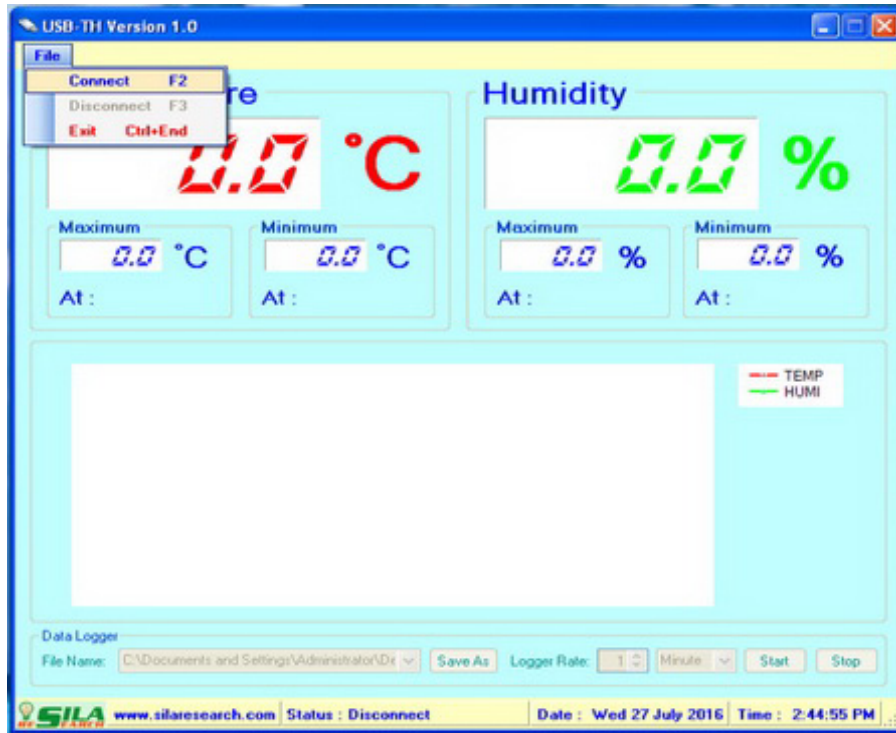 USB-TH Version 1.0
File
Connect F2
Disconnect F3
Exit Ctrl+End
re
0.0 °C
Maximum
0.0 °C
At :
Minimum
0.0 °C
At :
Humidity
0.0 %
Maximum
0.0 %
At :
Minimum
0.0 %
At :
TEMP
HUMI
Data Logger
File Name: C:\Documents and Settings\Administrator\De Save As Logger Rate: 1 Minute Start Stop
SILA RESEARCH www.silaresearch.com Status : Disconnect Date : Wed 27 July 2016 Time : 2:44:55 PM